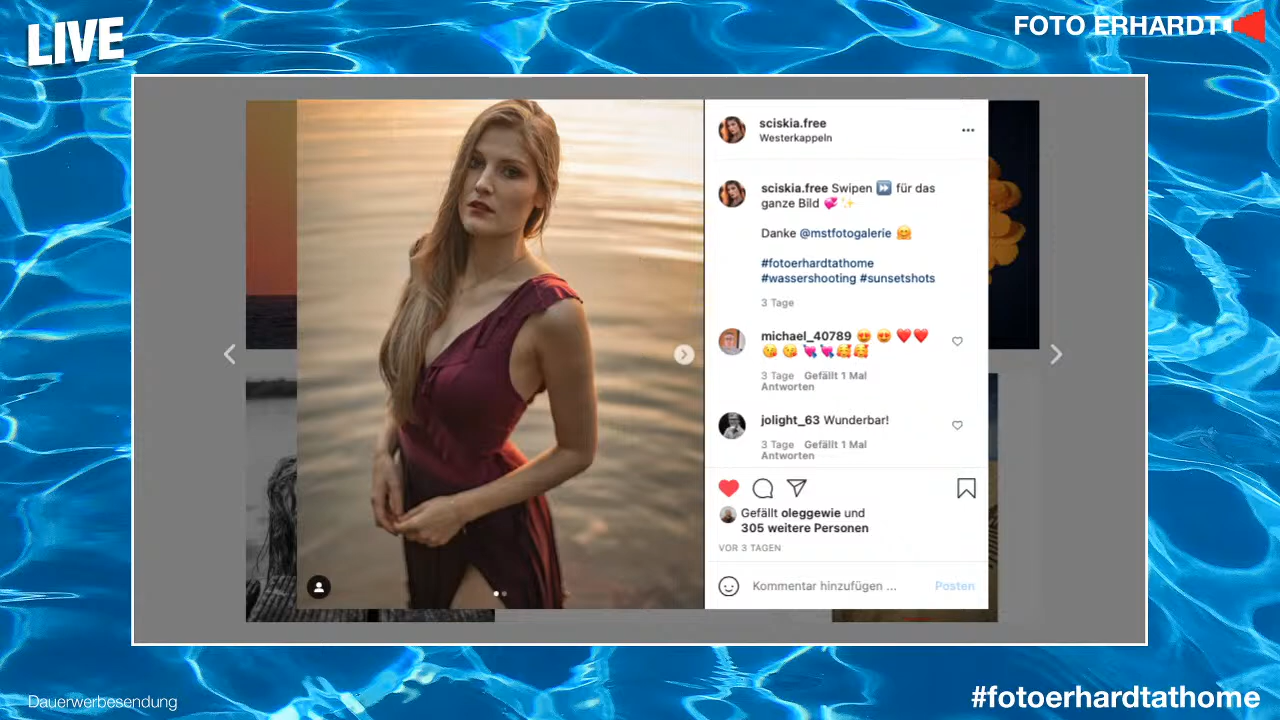 LIVE
FOTO ERHARDT
sciskia.free
Westerkappeln
sciskia.free Swipen ⏩ für das
ganze Bild 💞 ✨
Danke @mstfotogalerie 🤗
#fotoerhardtathome
#wassershooting #sunsetshots
3 Tage
michael_40789 😍 😍 ❤️❤️
😘 😘 💘 💘 🥰 🥰
3 Tage Gefällt 1 Mal
Antworten
jolight_63 Wunderbar!
3 Tage Gefällt 1 Mal
Antworten
Gefällt oleggewie und
305 weitere Personen
VOR 3 TAGEN
Kommentar hinzufügen ... Posten
Dauerwerbesendung
#fotoerhardtathome